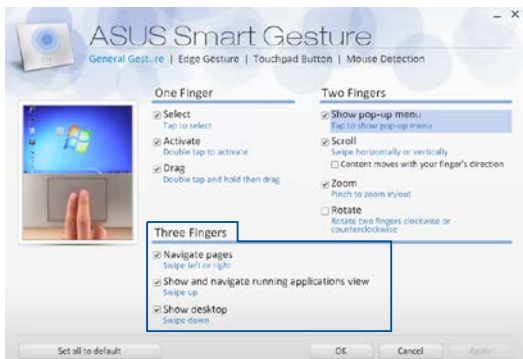 ASUS Smart Gesture
General Gesture | Edge Gesture | Touchpad Button | Mouse Detection
One Finger
Select
Tap to select
Activate
Double tap to activate
Drag
Double tap and hold then drag
Two Fingers
Show pop-up menu
Tap to show pop-up menu
Scroll
Swipe horizontally or vertically
Content moves with your finger's direction
Zoom
Pinch to zoom in/out
Rotate
Rotate two fingers clockwise or
counterclockwise
Three Fingers
Navigate pages
Swipe left or right
Show and navigate running applications view
Swipe up
Show desktop
Swipe down
Set all to default
OK
Cancel
Apply